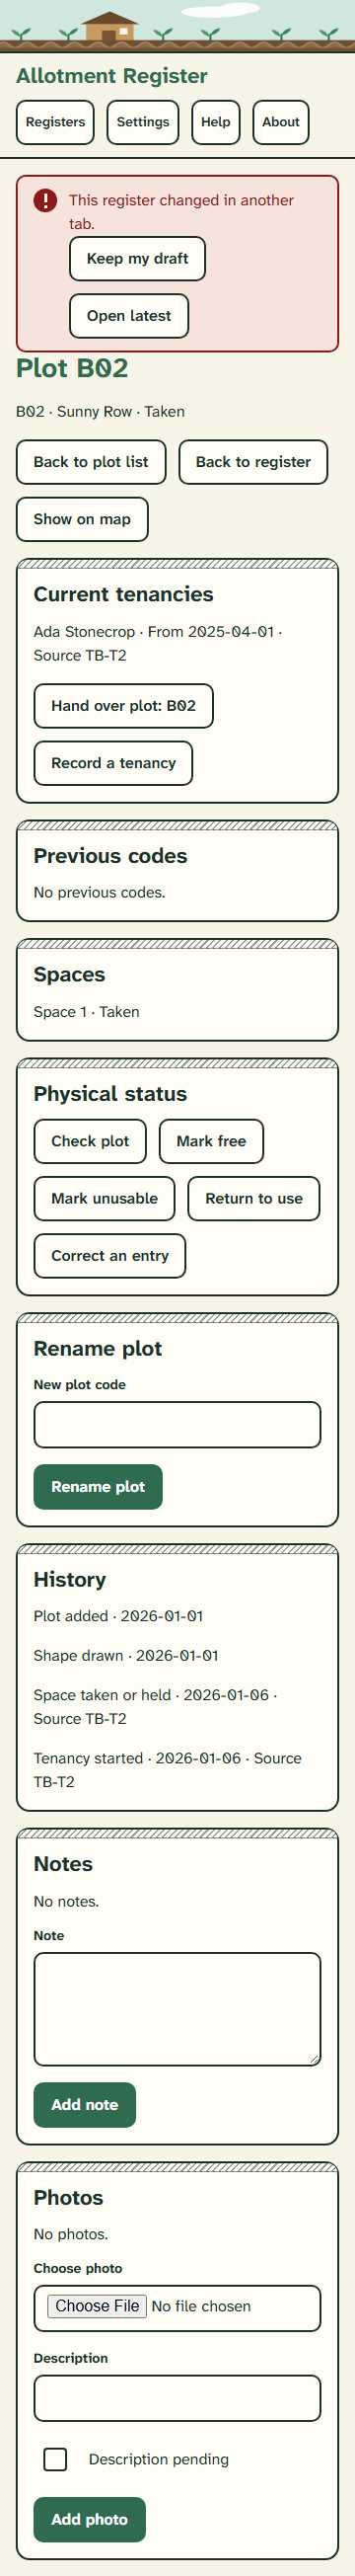 Allotment Register
Registers
Settings
Help
About
This register changed in another
tab.
Keep my draft
Open latest
Plot B02
B02 · Sunny Row · Taken
Back to plot list
Back to register
Show on map
Current tenancies
Ada Stonecrop · From 2025-04-01 ·
Source TB-T2
Hand over plot: B02
Record a tenancy
Previous codes
No previous codes.
Spaces
Space 1 · Taken
Physical status
Check plot
Mark free
Mark unusable
Return to use
Correct an entry
Rename plot
New plot code
Rename plot
History
Plot added · 2026-01-01
Shape drawn · 2026-01-01
Space taken or held · 2026-01-06 ·
Source TB-T2
Tenancy started · 2026-01-06 · Source
TB-T2
Notes
No notes.
Note
Add note
Photos
No photos.
Choose photo
Choose File No file chosen
Description
Description pending
Add photo